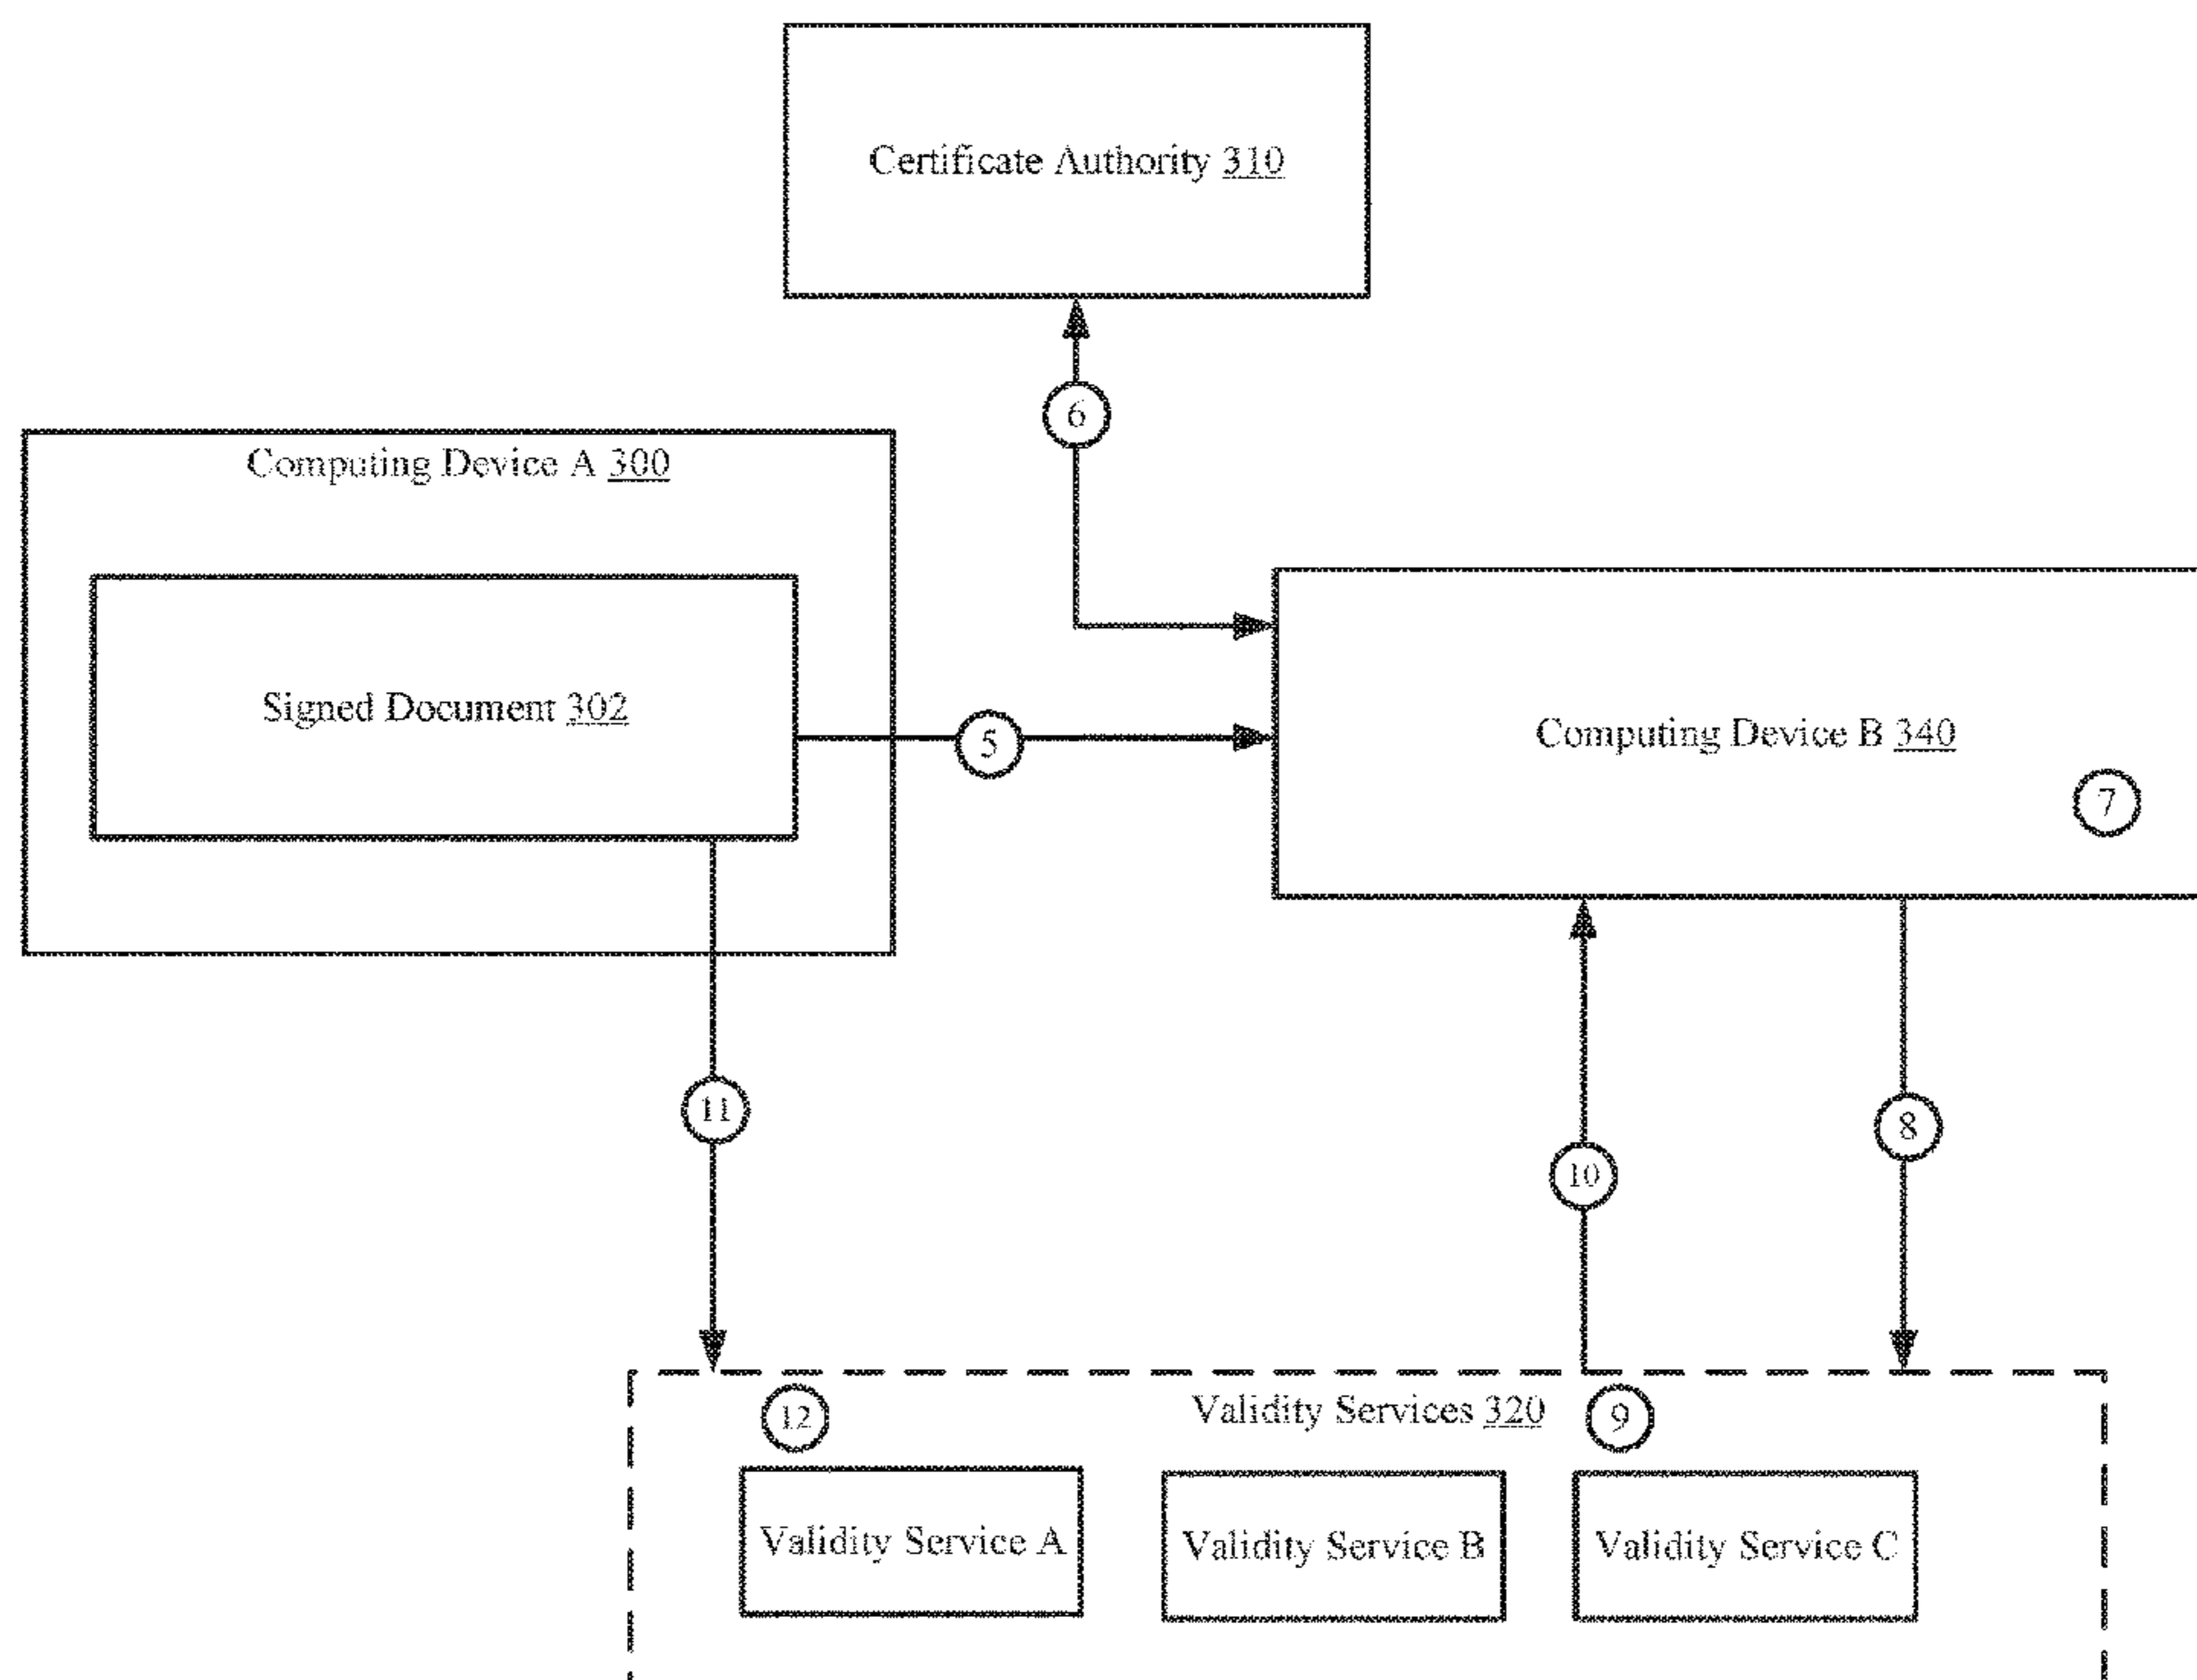 Certificate Authority 310
6
Computing Device A 300
Signed Document 302
5
Computing Device B 340
7
11
10
8
12
Validity Services 320
9
Validity Service A
Validity Service B
Validity Service C